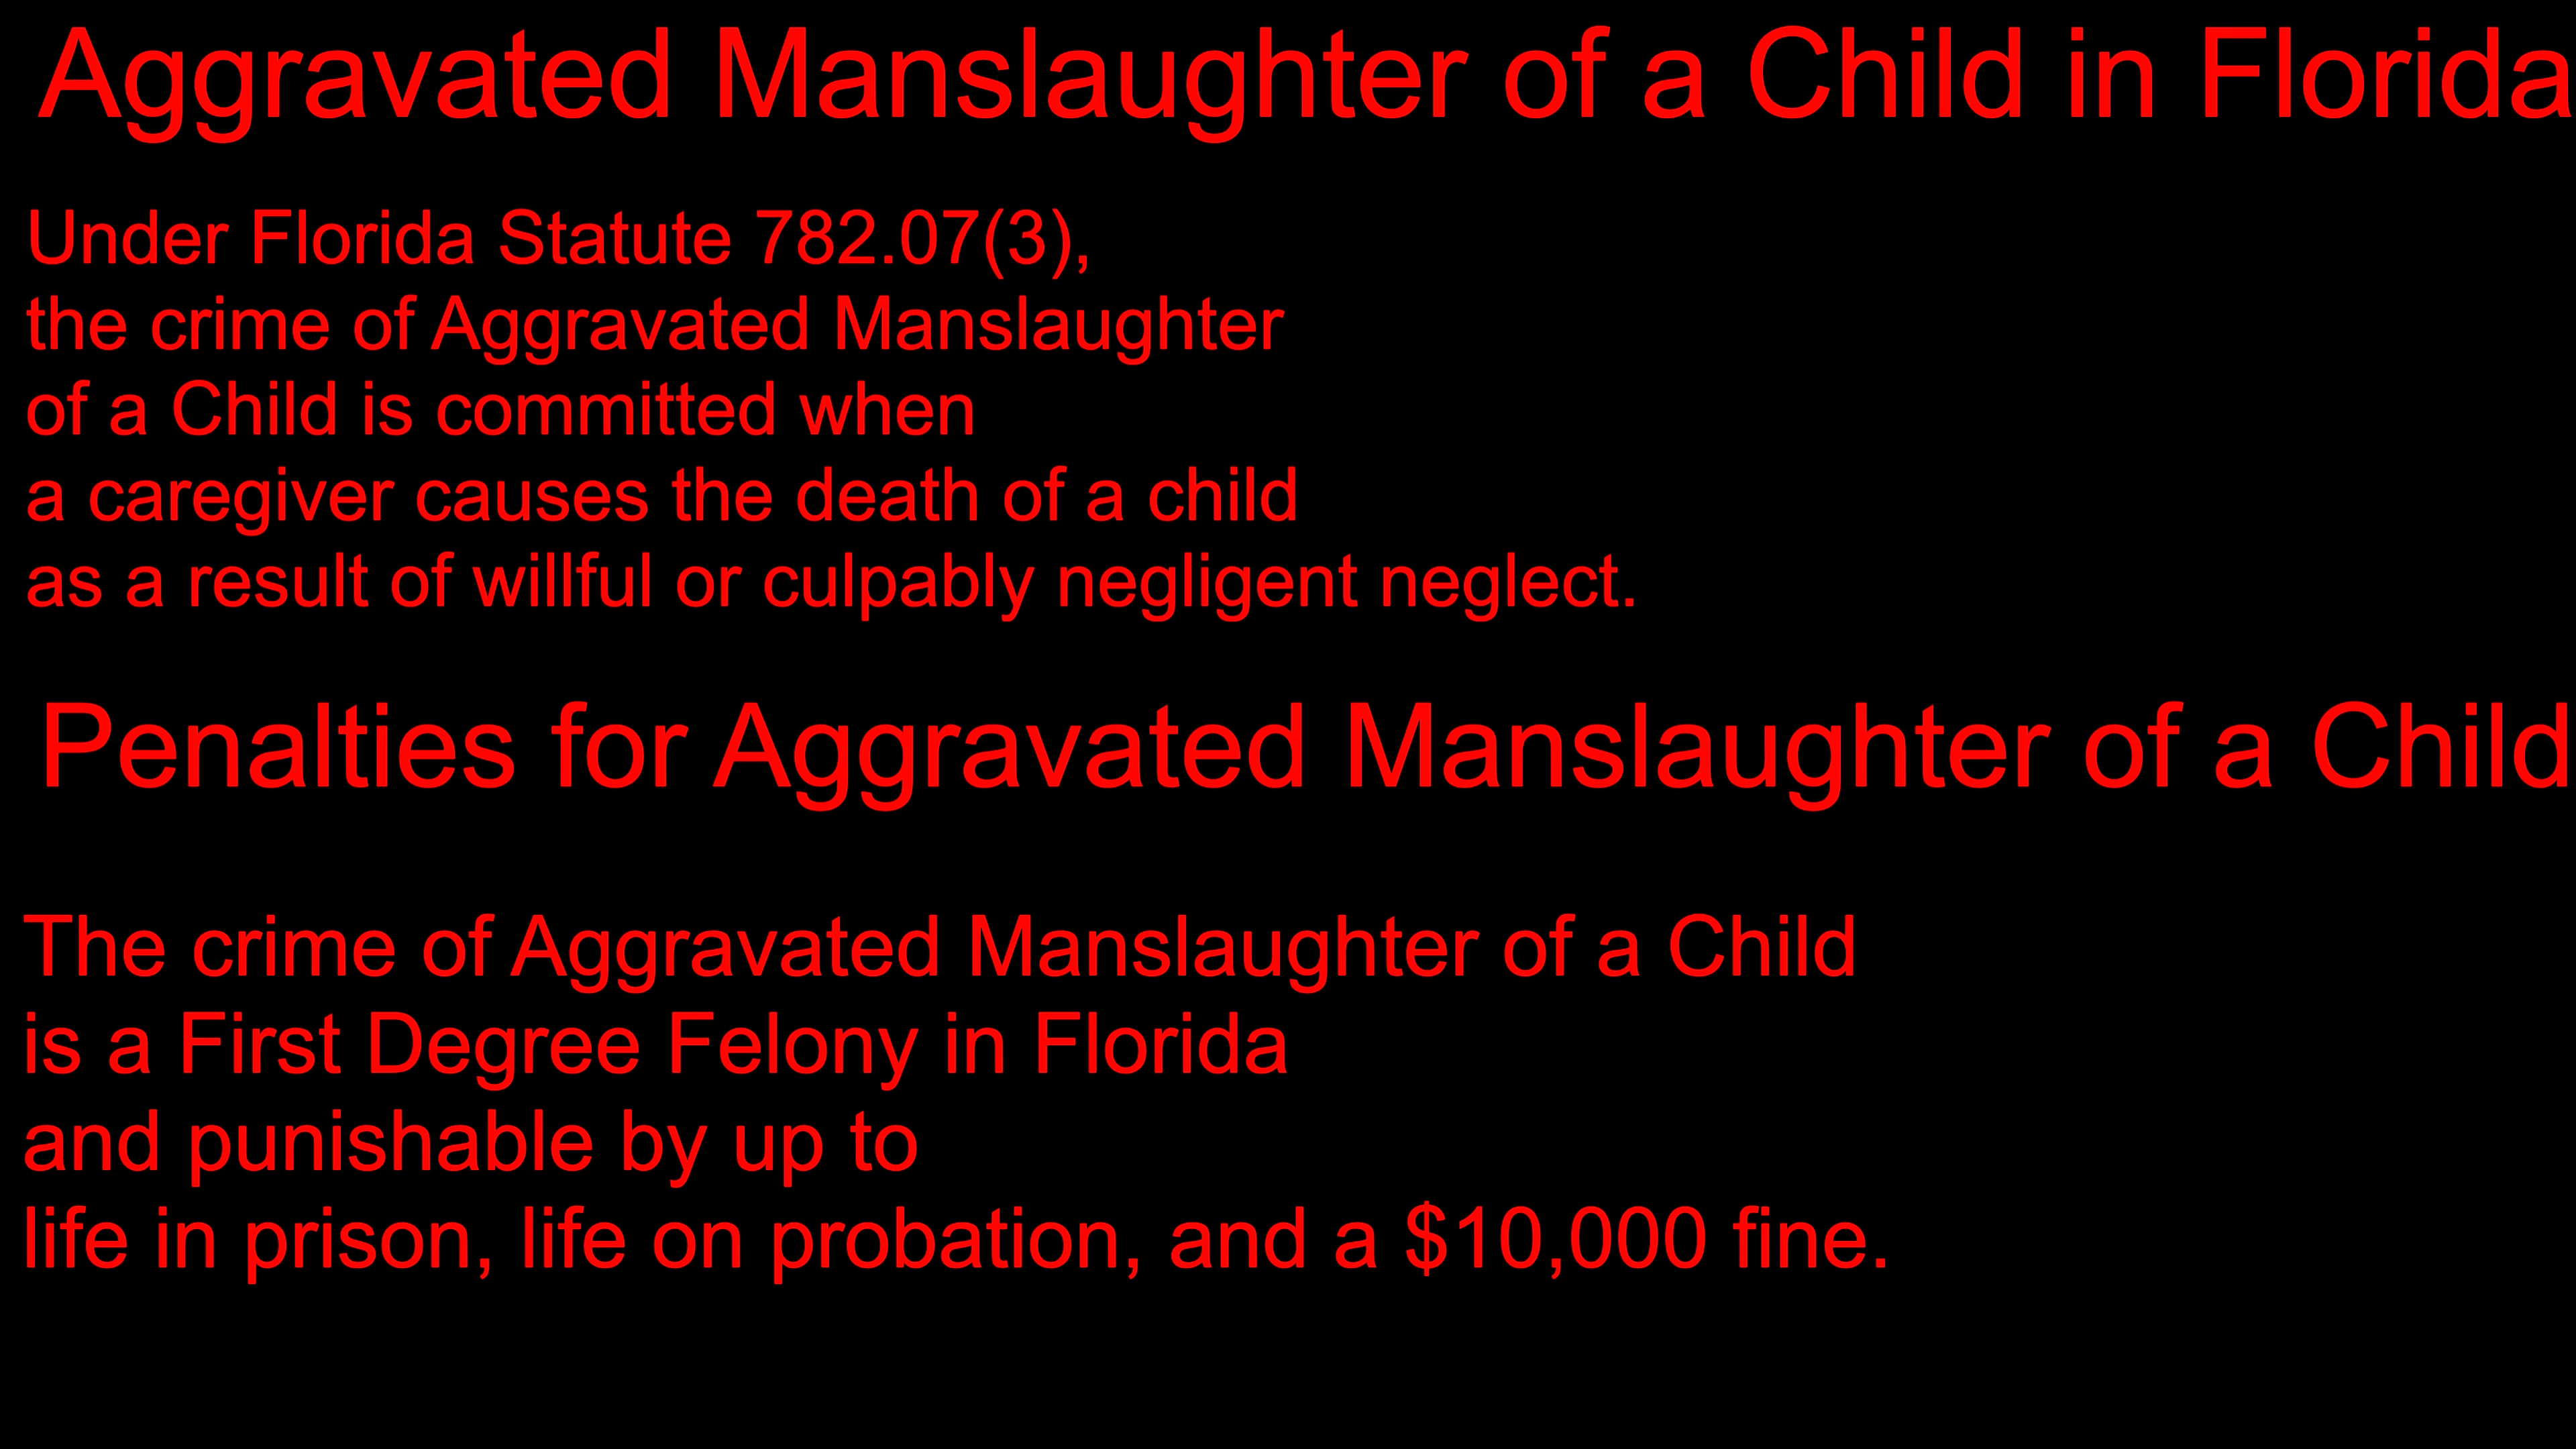 Aggravated Manslaughter of a Child in Florida
Under Florida Statute 782.07(3),
the crime of Aggravated Manslaughter
of a Child is committed when
a caregiver causes the death of a child
as a result of willful or culpably negligent neglect.
Penalties for Aggravated Manslaughter of a Child
The crime of Aggravated Manslaughter of a Child
is a First Degree Felony in Florida
and punishable by up to
life in prison, life on probation, and a $10,000 fine.